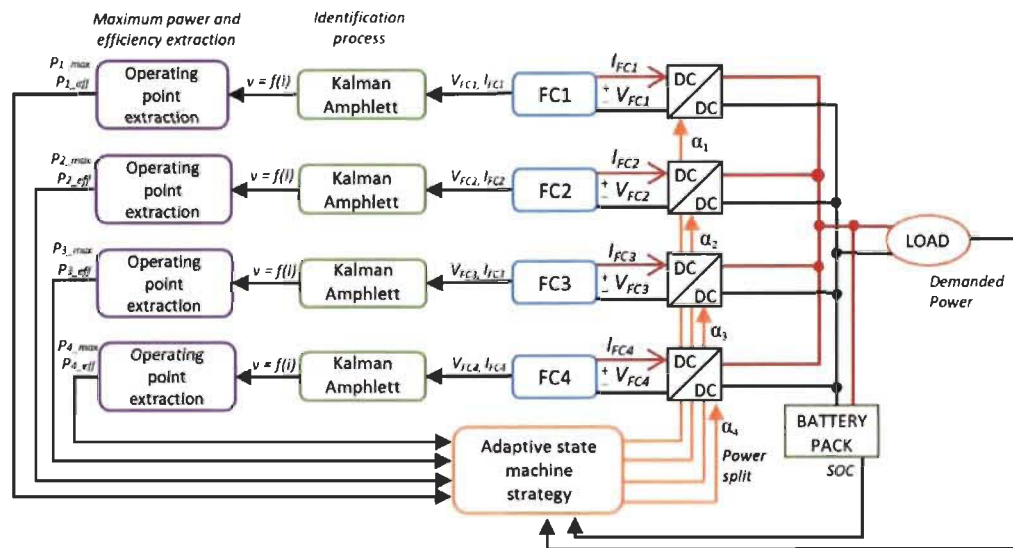 Maximum power and
efficiency extraction
Identification
process
P1_max
P1_eff
Operating
point
extraction
v = f(i)
Kalman
Amphlett
VFC1, IFC1
FC1
IFC1
+
− VFC1
DC
DC
α1
P2_max
P2_eff
Operating
point
extraction
v = f(i)
Kalman
Amphlett
VFC2, IFC2
FC2
IFC2
+
− VFC2
DC
DC
α2
P3_max
P3_eff
Operating
point
extraction
v = f(i)
Kalman
Amphlett
VFC3, IFC3
FC3
IFC3
+
− VFC3
DC
DC
α3
P4_max
P4_eff
Operating
point
extraction
v = f(i)
Kalman
Amphlett
VFC4, IFC4
FC4
IFC4
+
− VFC4
DC
DC
α4
LOAD
Demanded
Power
BATTERY
PACK
SOC
Adaptive state
machine
strategy
Power
split